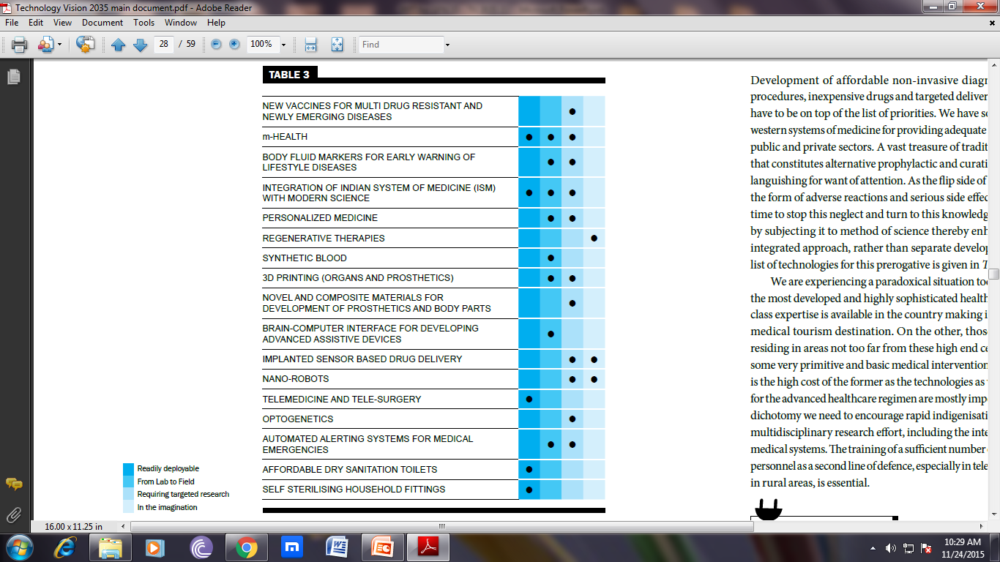 Technology Vision 2035 main document.pdf - Adobe Reader
File Edit View Document Tools Window Help
28 / 59 100% Find
TABLE 3
NEW VACCINES FOR MULTI DRUG RESISTANT AND
NEWLY EMERGING DISEASES
m-HEALTH
BODY FLUID MARKERS FOR EARLY WARNING OF
LIFESTYLE DISEASES
INTEGRATION OF INDIAN SYSTEM OF MEDICINE (ISM)
WITH MODERN SCIENCE
PERSONALIZED MEDICINE
REGENERATIVE THERAPIES
SYNTHETIC BLOOD
3D PRINTING (ORGANS AND PROSTHETICS)
NOVEL AND COMPOSITE MATERIALS FOR
DEVELOPMENT OF PROSTHETICS AND BODY PARTS
BRAIN-COMPUTER INTERFACE FOR DEVELOPING
ADVANCED ASSISTIVE DEVICES
IMPLANTED SENSOR BASED DRUG DELIVERY
NANO-ROBOTS
TELEMEDICINE AND TELE-SURGERY
OPTOGENETICS
AUTOMATED ALERTING SYSTEMS FOR MEDICAL
EMERGENCIES
AFFORDABLE DRY SANITATION TOILETS
SELF STERILISING HOUSEHOLD FITTINGS
Readily deployable
From Lab to Field
Requiring targeted research
In the imagination
Development of affordable non-invasive
procedures, inexpensive drugs and targeted
have to be on top of the list of priorities. We have
western systems of medicine for providing adequate
public and private sectors. A vast treasure of
that constitutes alternative prophylactic and
languishing for want of attention. As the flip side of
the form of adverse reactions and serious side
time to stop this neglect and turn to this
by subjecting it to method of science thereby
integrated approach, rather than separate
list of technologies for this prerogative is given in
We are experiencing a paradoxical situation
the most developed and highly sophisticated
class expertise is available in the country making
medical tourism destination. On the other,
residing in areas not too far from these high end
some very primitive and basic medical
is the high cost of the former as the technologies as
for the advanced healthcare regimen are mostly
dichotomy we need to encourage rapid
multidisciplinary research effort, including the
medical systems. The training of a sufficient number
personnel as a second line of defence, especially in
in rural areas, is essential.
16.00 x 11.25 in
10:29 AM
11/24/2015